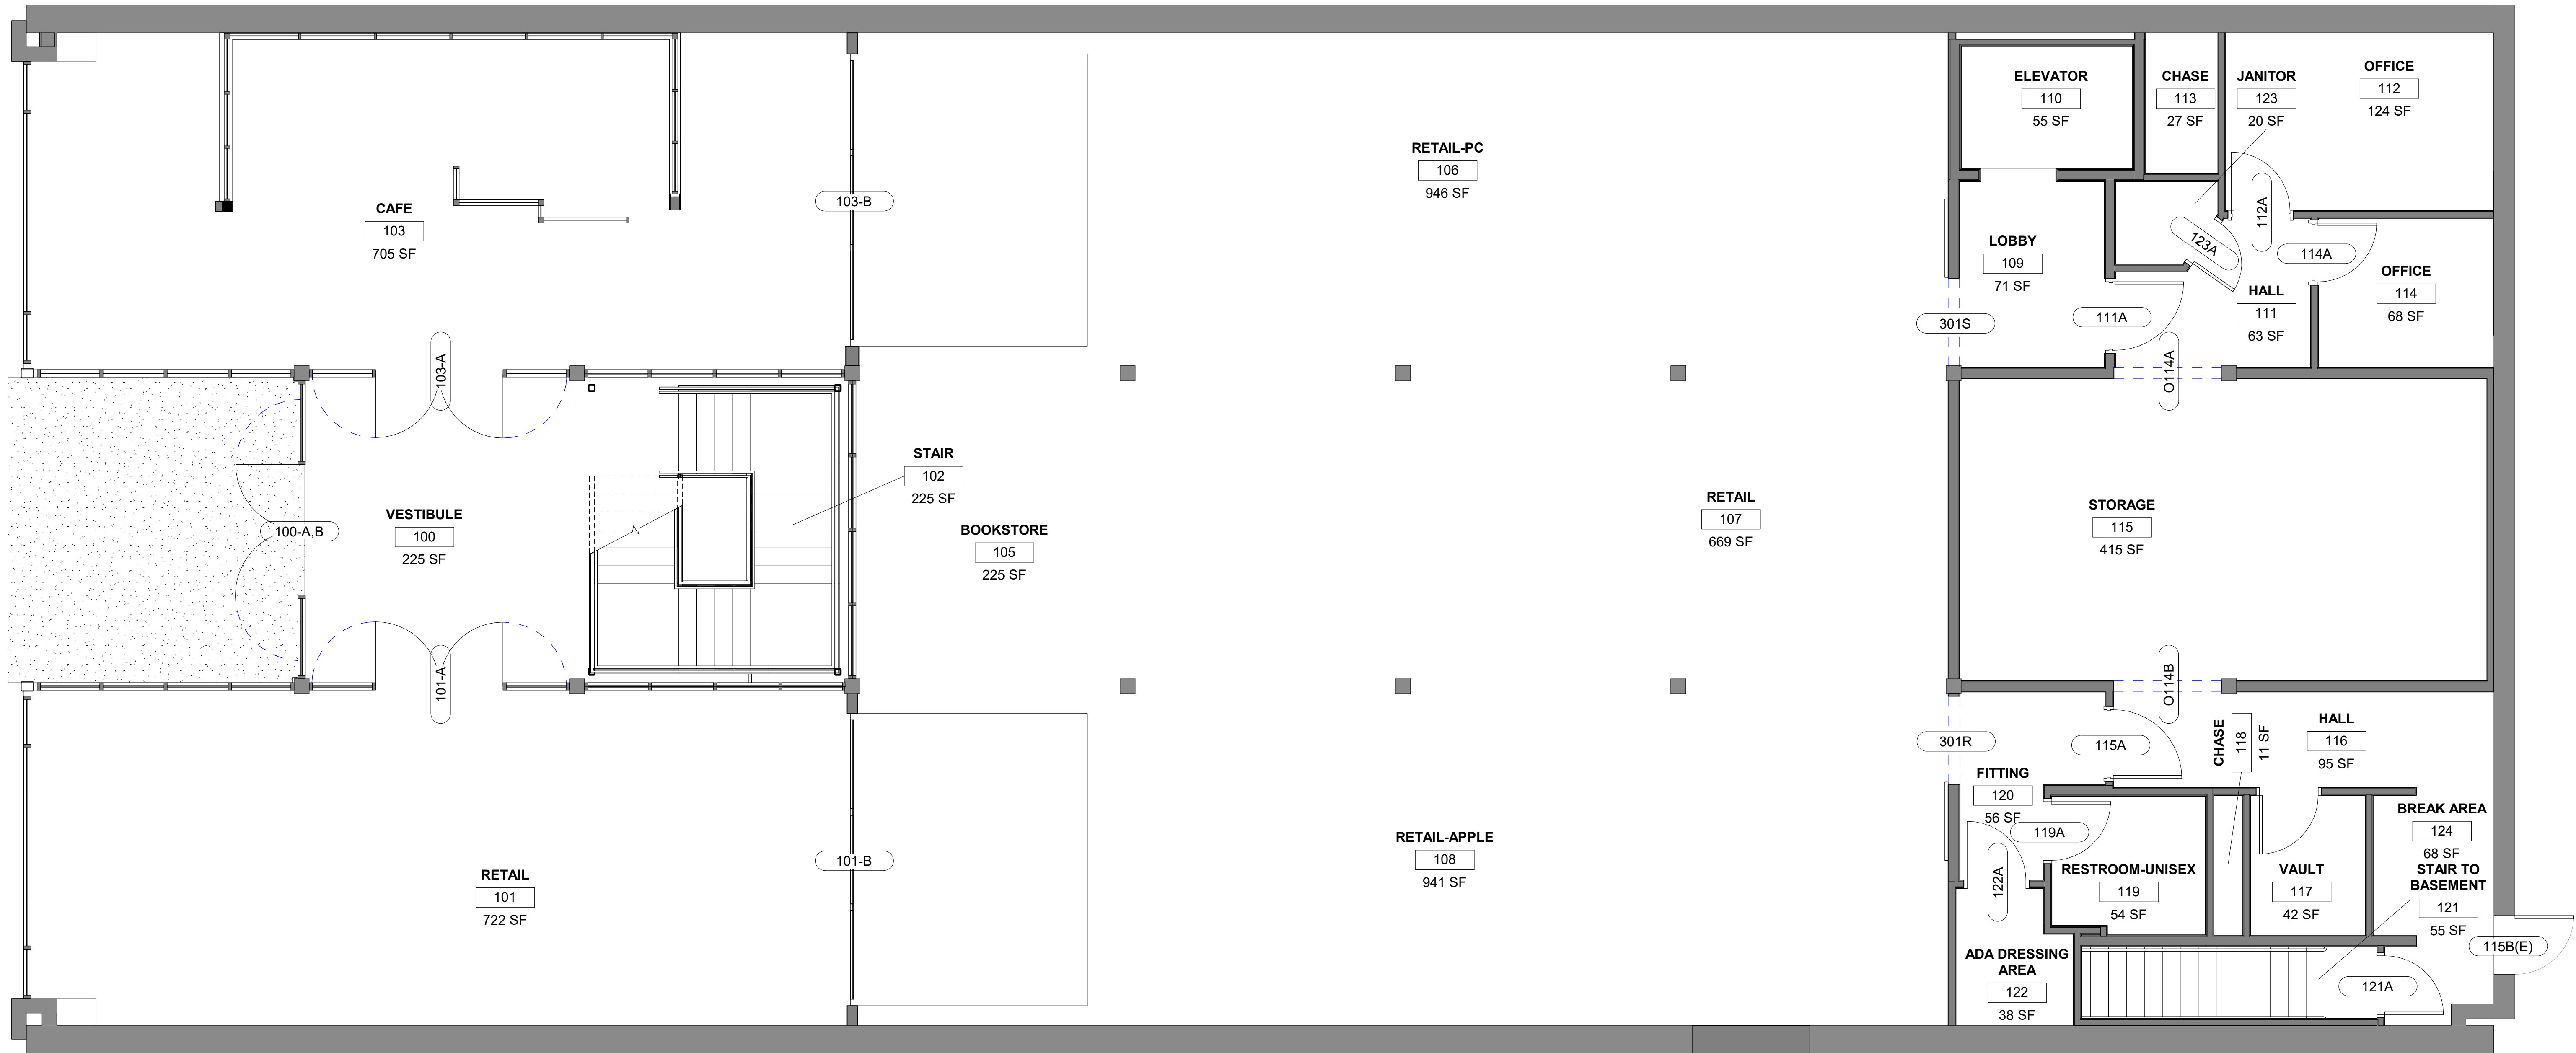 ELEVATOR
110
55 SF
CHASE
113
27 SF
JANITOR
123
20 SF
OFFICE
112
124 SF
RETAIL-PC
106
946 SF
CAFE
103
705 SF
103-B
112A
123A
114A
LOBBY
109
71 SF
OFFICE
114
68 SF
HALL
111
63 SF
301S
111A
103-A
O114A
STAIR
102
225 SF
VESTIBULE
100
225 SF
100-A,B
BOOKSTORE
105
225 SF
RETAIL
107
669 SF
STORAGE
115
415 SF
101-A
O114B
301R
115A
CHASE
118
11 SF
HALL
116
95 SF
FITTING
120
56 SF
119A
BREAK AREA
124
68 SF
RETAIL-APPLE
108
941 SF
101-B
RETAIL
101
722 SF
122A
RESTROOM-UNISEX
119
54 SF
VAULT
117
42 SF
STAIR TO
BASEMENT
121
55 SF
115B(E)
ADA DRESSING
AREA
122
38 SF
121A